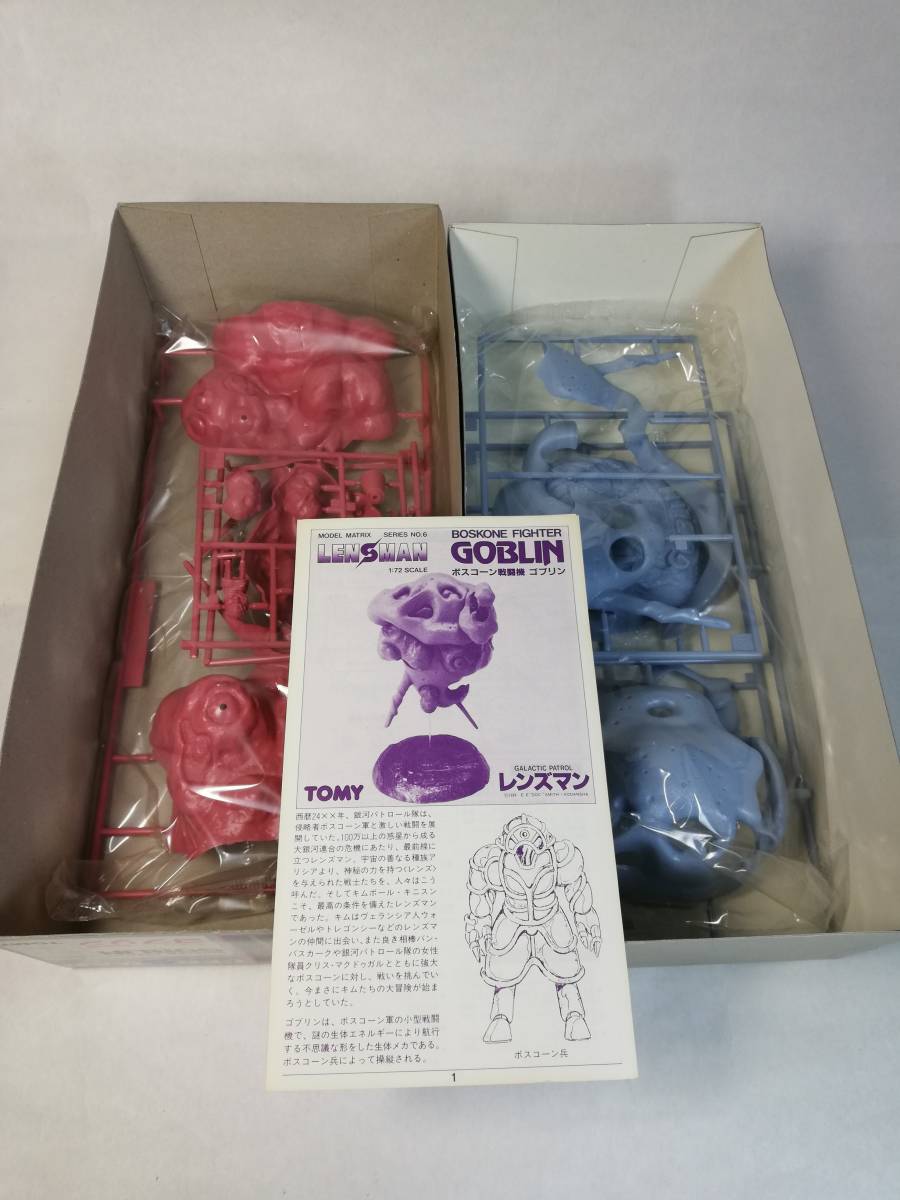 MODEL MATRIX SERIES NO.6
LENSMAN
1:72 SCALE
BOSKONE FIGHTER
GOBLIN
ボスコーン戦闘機 ゴブリン
TOMY
GALACTIC PATROL
レンズマン
西暦24××年、銀河パトロール隊は、
侵略者ボスコーン軍と激しい戦闘を展
開していた。100万以上の惑星から成る
大銀河連合の危機にあたり、最前線に
立つレンズマン。宇宙の善なる種族ア
リシアより、神秘の力を持つ〈レンズ〉
を与えられた戦士たちを、人々はこう
呼んだ。そしてキムボール・キニスン
こそ、最高の条件を備えたレンズマン
であった。キムはヴェランシア人ウォ
ーゼルやトレゴンシーなどのレンズマ
ンの仲間に出会い、また良き相棒バン・
バスカークや銀河パトロール隊の女性
隊員クリス・マクドゥガルとともに強大
なボスコーンに対し、戦いを挑んでい
く。今まさにキムたちの大冒険が始ま
ろうとしていた。
ゴブリンは、ボスコーン軍の小型戦闘
機で、謎の生体エネルギーにより航行
する不思議な形をした生体メカである。
ボスコーン兵によって操縦される。
ボスコーン兵
1